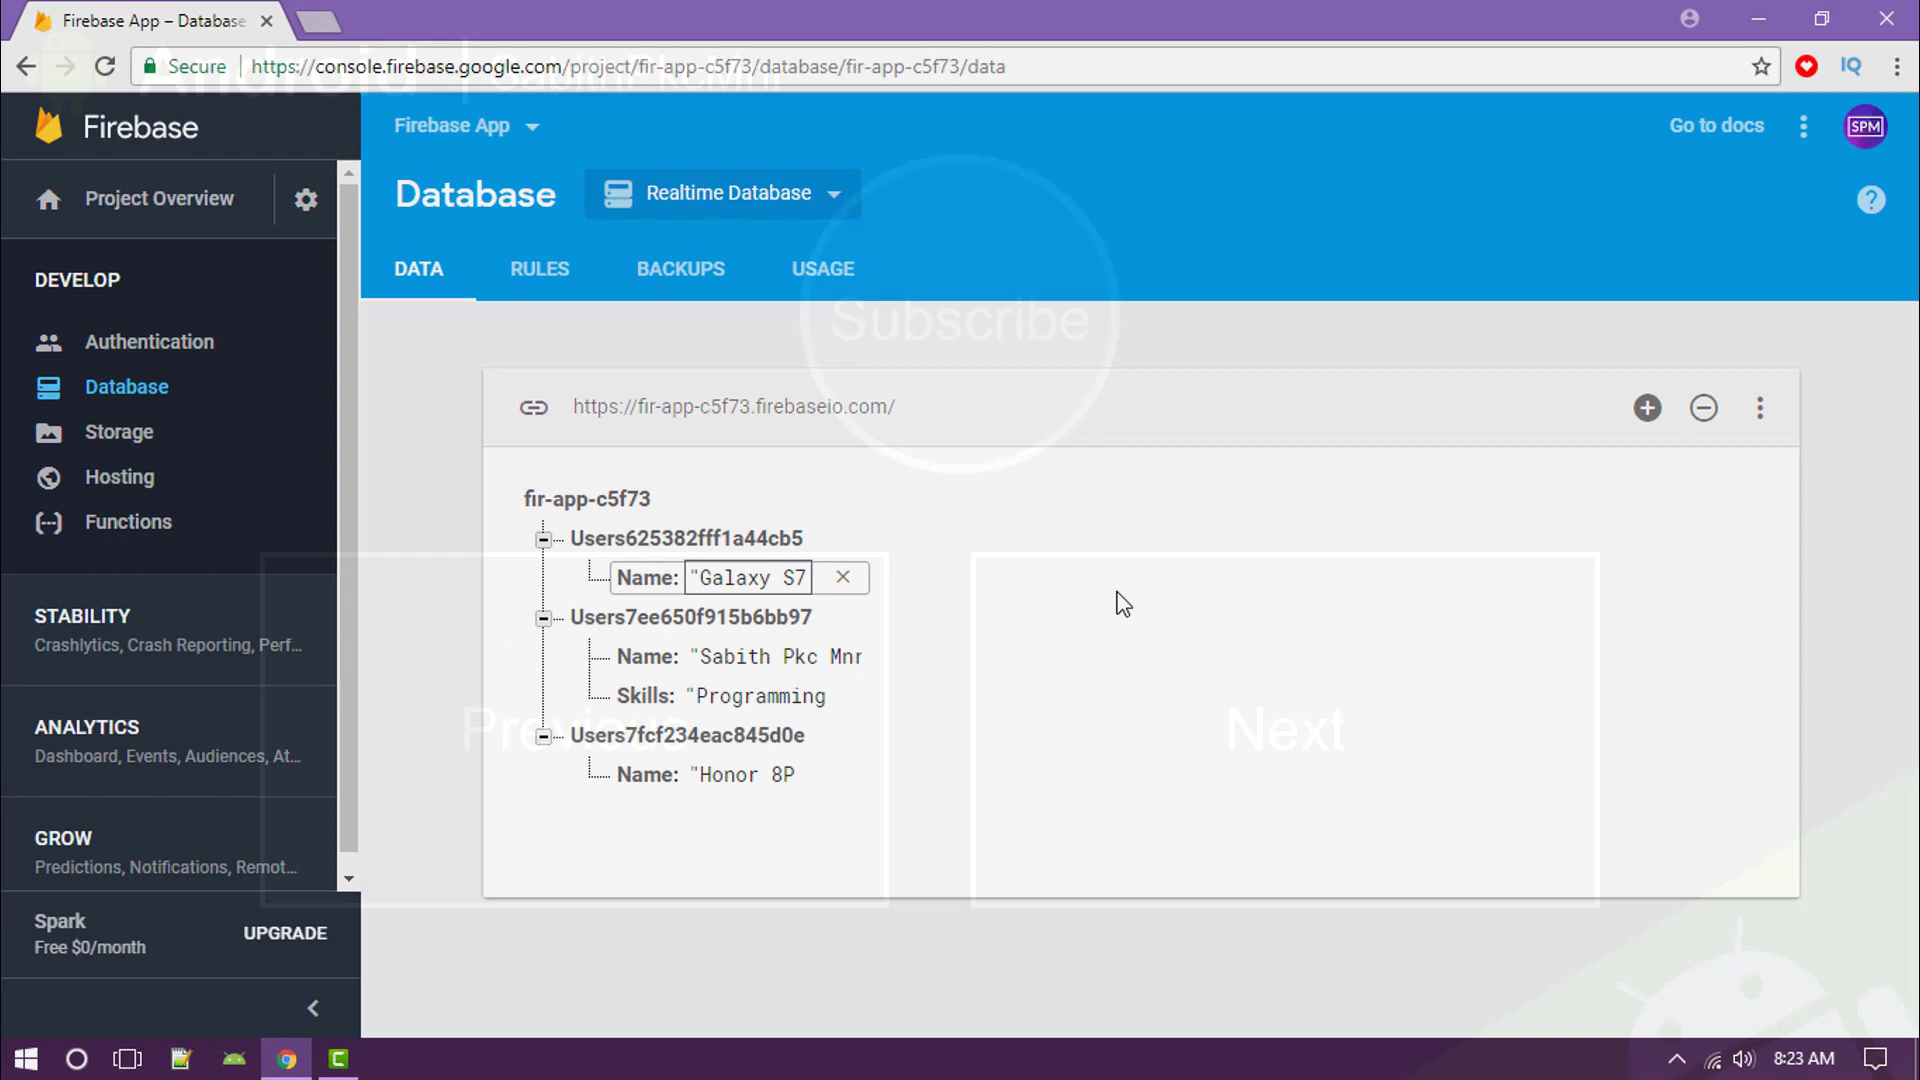 Firebase App – Database
Secure https://console.firebase.google.com/project/fir-app-c5f73/database/fir-app-c5f73/data
Android |
Firebase
Firebase App
Go to docs
SPM
Project Overview
Database
Realtime Database
DATA RULES BACKUPS USAGE
DEVELOP
Authentication
Database
Storage
Hosting
Functions
Subscribe
https://fir-app-c5f73.firebaseio.com/
fir-app-c5f73
Users625382fff1a44cb5
Name: "Galaxy S7
Users7ee650f915b6bb97
Name: "Sabith Pkc Mnr
Skills: "Programming
Users7fcf234eac845d0e
Name: "Honor 8P
Previous
Next
STABILITY
Crashlytics, Crash Reporting, Perf...
ANALYTICS
Dashboard, Events, Audiences, At...
GROW
Predictions, Notifications, Remot...
Spark
Free $0/month
UPGRADE
IQ
8:23 AM